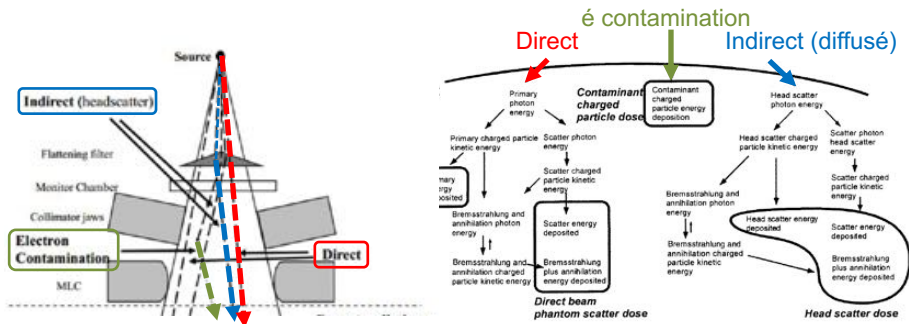 é contamination
Direct
Indirect (diffusé)
Source
Indirect (headscatter)
Flattening filter
Monitor Chamber
Collimator jaws
Electron
Contamination
Direct
MLC
Primary
photon
energy
Contaminant
charged
particle dose
Contaminant
charged
particle energy
deposition
Head scatter
photon energy
Primary charged particle
kinetic energy
Scatter photon
energy
Head scatter charged
particle kinetic energy
Scatter photon
head scatter
energy
Scatter charged
particle kinetic energy
Scatter charged
particle kinetic
energy
Bremsstrahlung and
annihilation photon
energy
Scatter energy
deposited
Bremsstrahlung and
annihilation photon
energy
Head scatter energy
deposited
Scatter energy
deposited
Bremsstrahlung and
annihilation charged
particle kinetic energy
Bremsstrahlung
plus annihilation
energy deposited
Bremsstrahlung and
annihilation charged
particle kinetic energy
Bremsstrahlung
plus annihilation
energy deposited
Direct beam
phantom scatter dose
Head scatter dose